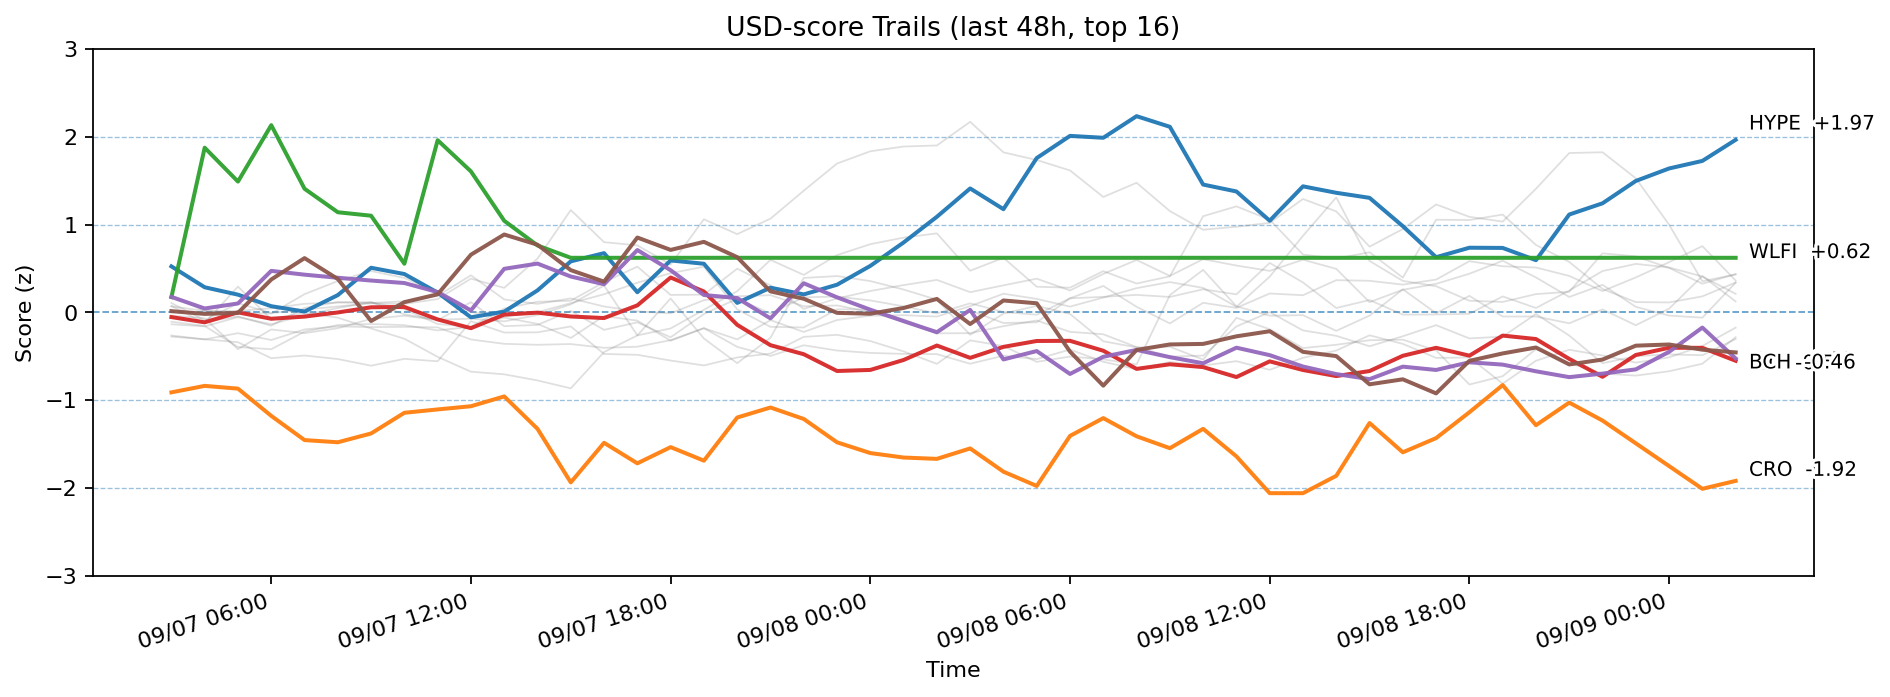 USD-score Trails (last 48h, top 16)
Score (z)
3
2
1
0
−1
−2
−3
HYPE +1.97
WLFI +0.62
BCH -0.46
CRO -1.92
09/07 06:00
09/07 12:00
09/07 18:00
09/08 00:00
09/08 06:00
09/08 12:00
09/08 18:00
09/09 00:00
Time